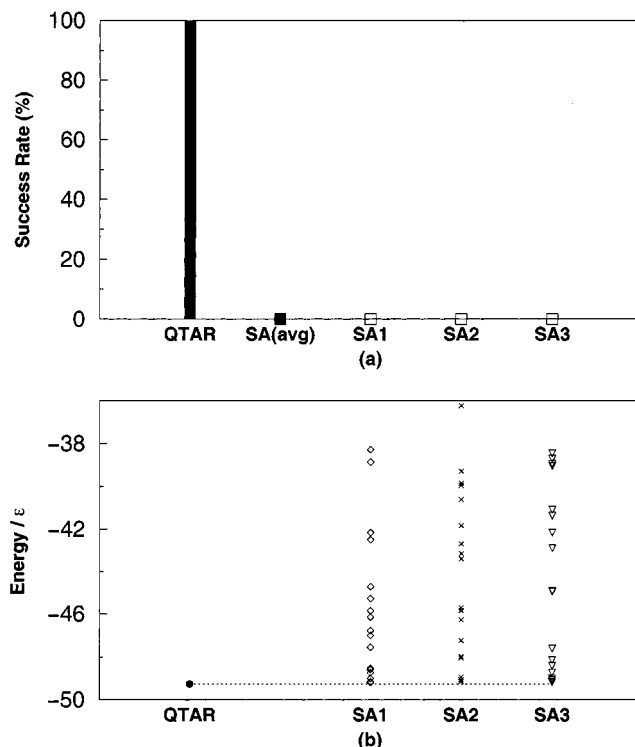 100
80
60
40
20
0
Success Rate (%)
QTAR SA(avg) SA1 SA2 SA3
(a)
−38
−42
−46
−50
Energy / ε
QTAR SA1 SA2 SA3
(b)